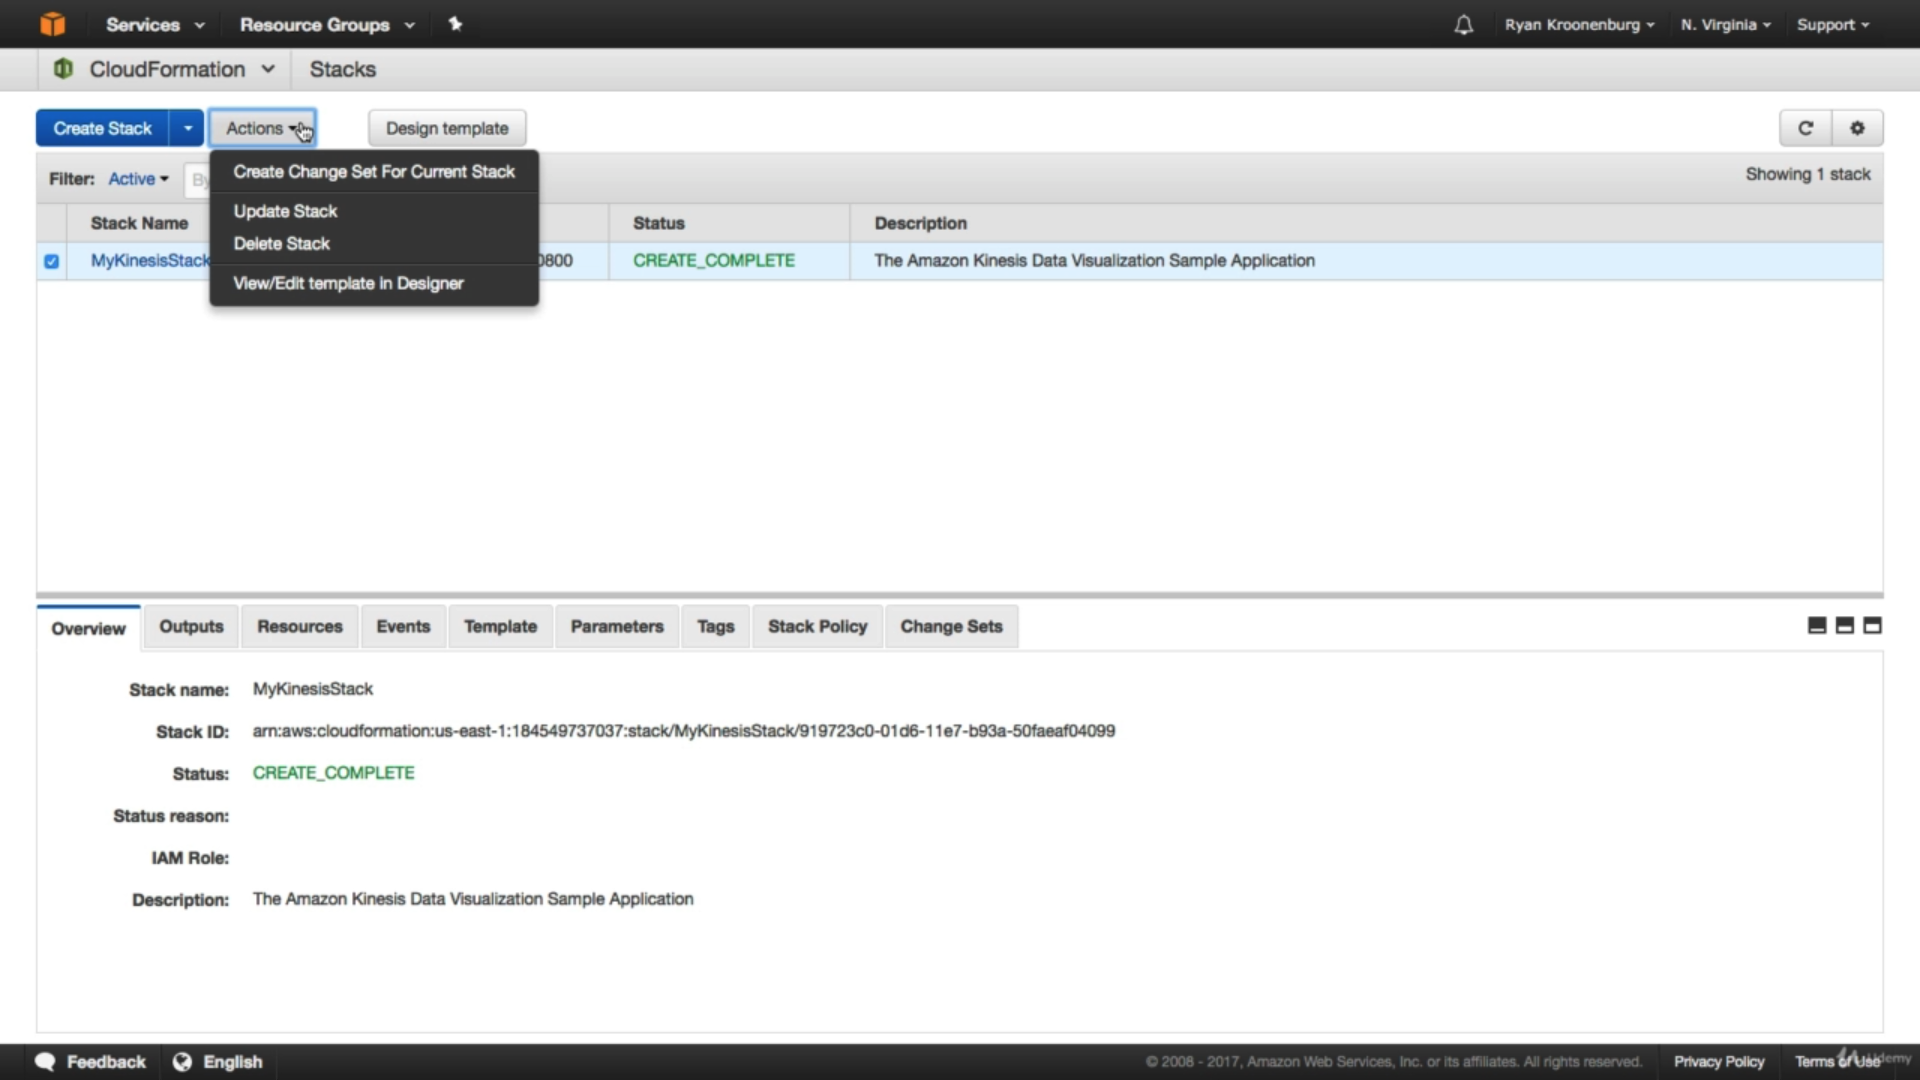 Services Resource Groups Ryan Kroonenburg N. Virginia Support
CloudFormation Stacks
Create Stack Actions Design template
Create Change Set For Current Stack
Update Stack
Delete Stack
View/Edit template in Designer
Filter: Active By Showing 1 stack
Stack Name Status Description
MyKinesisStack 0800 CREATE_COMPLETE The Amazon Kinesis Data Visualization Sample Application
Overview Outputs Resources Events Template Parameters Tags Stack Policy Change Sets
Stack name: MyKinesisStack
Stack ID: arn:aws:cloudformation:us-east-1:184549737037:stack/MyKinesisStack/919723c0-01d6-11e7-b93a-50faeaf04099
Status: CREATE_COMPLETE
Status reason:
IAM Role:
Description: The Amazon Kinesis Data Visualization Sample Application
Feedback English © 2008 - 2017, Amazon Web Services, Inc. or its affiliates. All rights reserved. Privacy Policy Terms of Use
Udemy